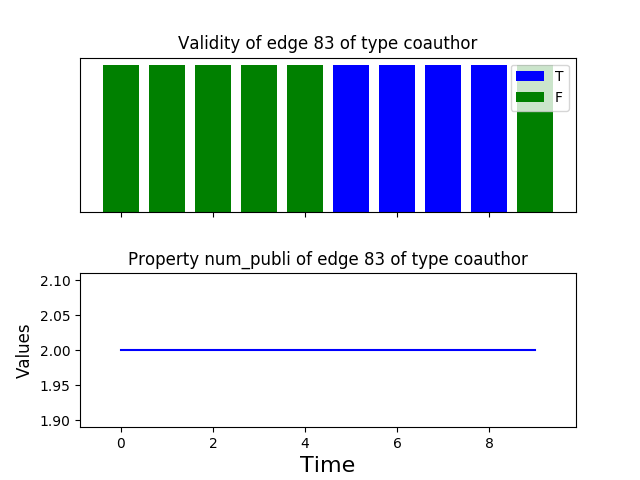 Validity of edge 83 of type coauthor
T
F
Property num_publi of edge 83 of type coauthor
2.10
2.05
2.00
1.95
1.90
Values
0 2 4 6 8
Time